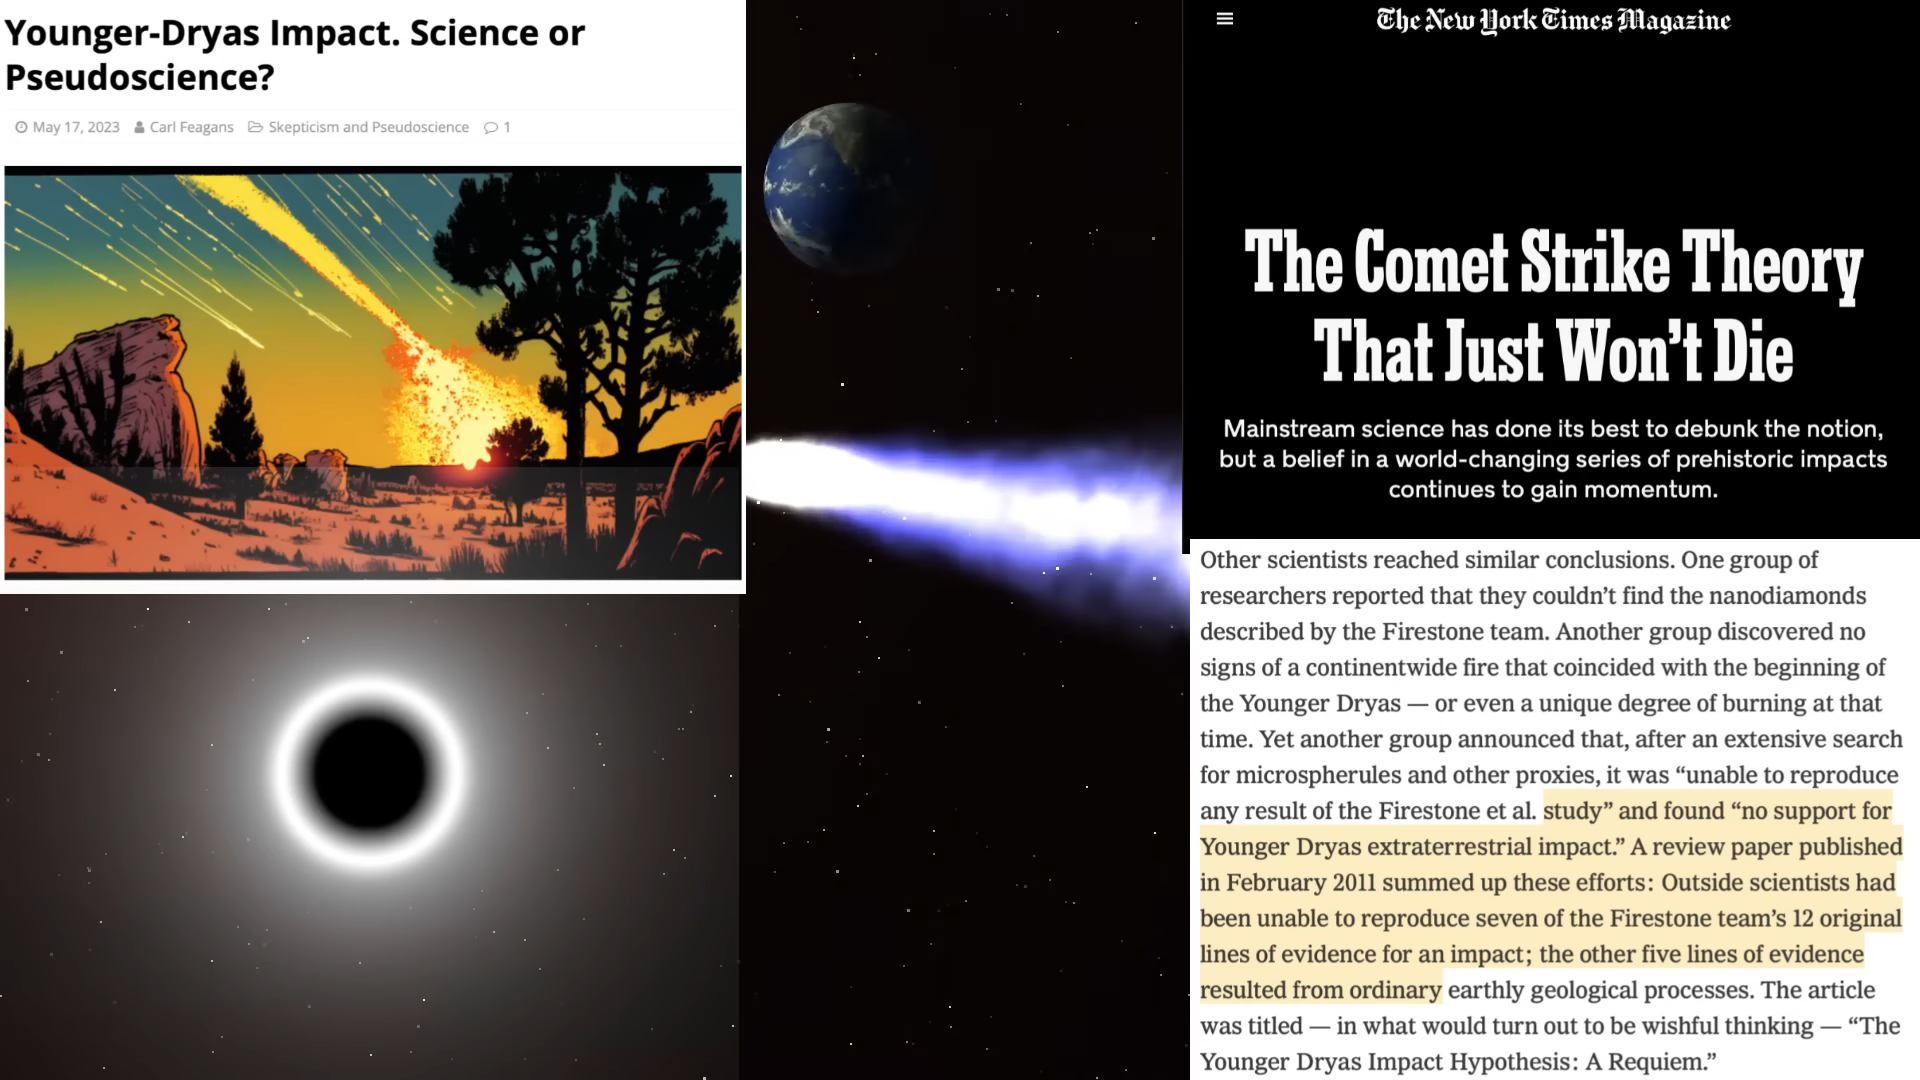 Younger-Dryas Impact. Science or
Pseudoscience?
May 17, 2023 Carl Feagans Skepticism and Pseudoscience 1
The New York Times Magazine
The Comet Strike Theory
That Just Won't Die
Mainstream science has done its best to debunk the notion,
but a belief in a world-changing series of prehistoric impacts
continues to gain momentum.
Other scientists reached similar conclusions. One group of
researchers reported that they couldn't find the nanodiamonds
described by the Firestone team. Another group discovered no
signs of a continentwide fire that coincided with the beginning of
the Younger Dryas — or even a unique degree of burning at that
time. Yet another group announced that, after an extensive search
for microspherules and other proxies, it was “unable to reproduce
any result of the Firestone et al. study” and found “no support for
Younger Dryas extraterrestrial impact.” A review paper published
in February 2011 summed up these efforts: Outside scientists had
been unable to reproduce seven of the Firestone team's 12 original
lines of evidence for an impact; the other five lines of evidence
resulted from ordinary earthly geological processes. The article
was titled — in what would turn out to be wishful thinking — “The
Younger Dryas Impact Hypothesis: A Requiem.”